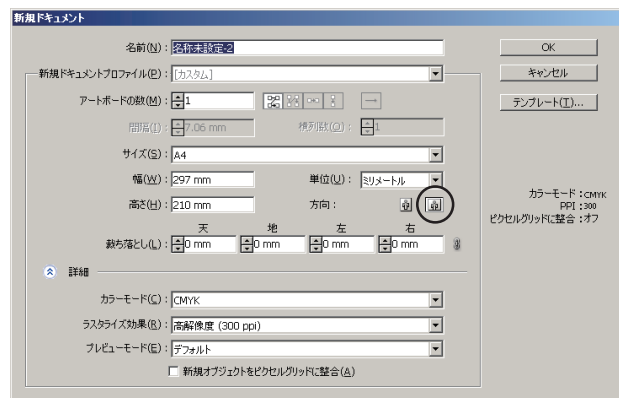 新規ドキュメント
名前(N)：名称未設定-2
OK
新規ドキュメントプロファイル(P)：[カスタム]
キャンセル
アートボードの数(M)：1
テンプレート(T)...
間隔(I)：7.06 mm 横列数(O)：1
サイズ(S)：A4
幅(W)：297 mm 単位(U)：ミリメートル
高さ(H)：210 mm 方向：
カラーモード：CMYK
PPI：300
ピクセルグリッドに整合：オフ
天 地 左 右
裁ち落とし(L)：0 mm 0 mm 0 mm 0 mm
詳細
カラーモード(C)：CMYK
ラスタライズ効果(R)：高解像度 (300 ppi)
プレビューモード(E)：デフォルト
新規オブジェクトをピクセルグリッドに整合(A)